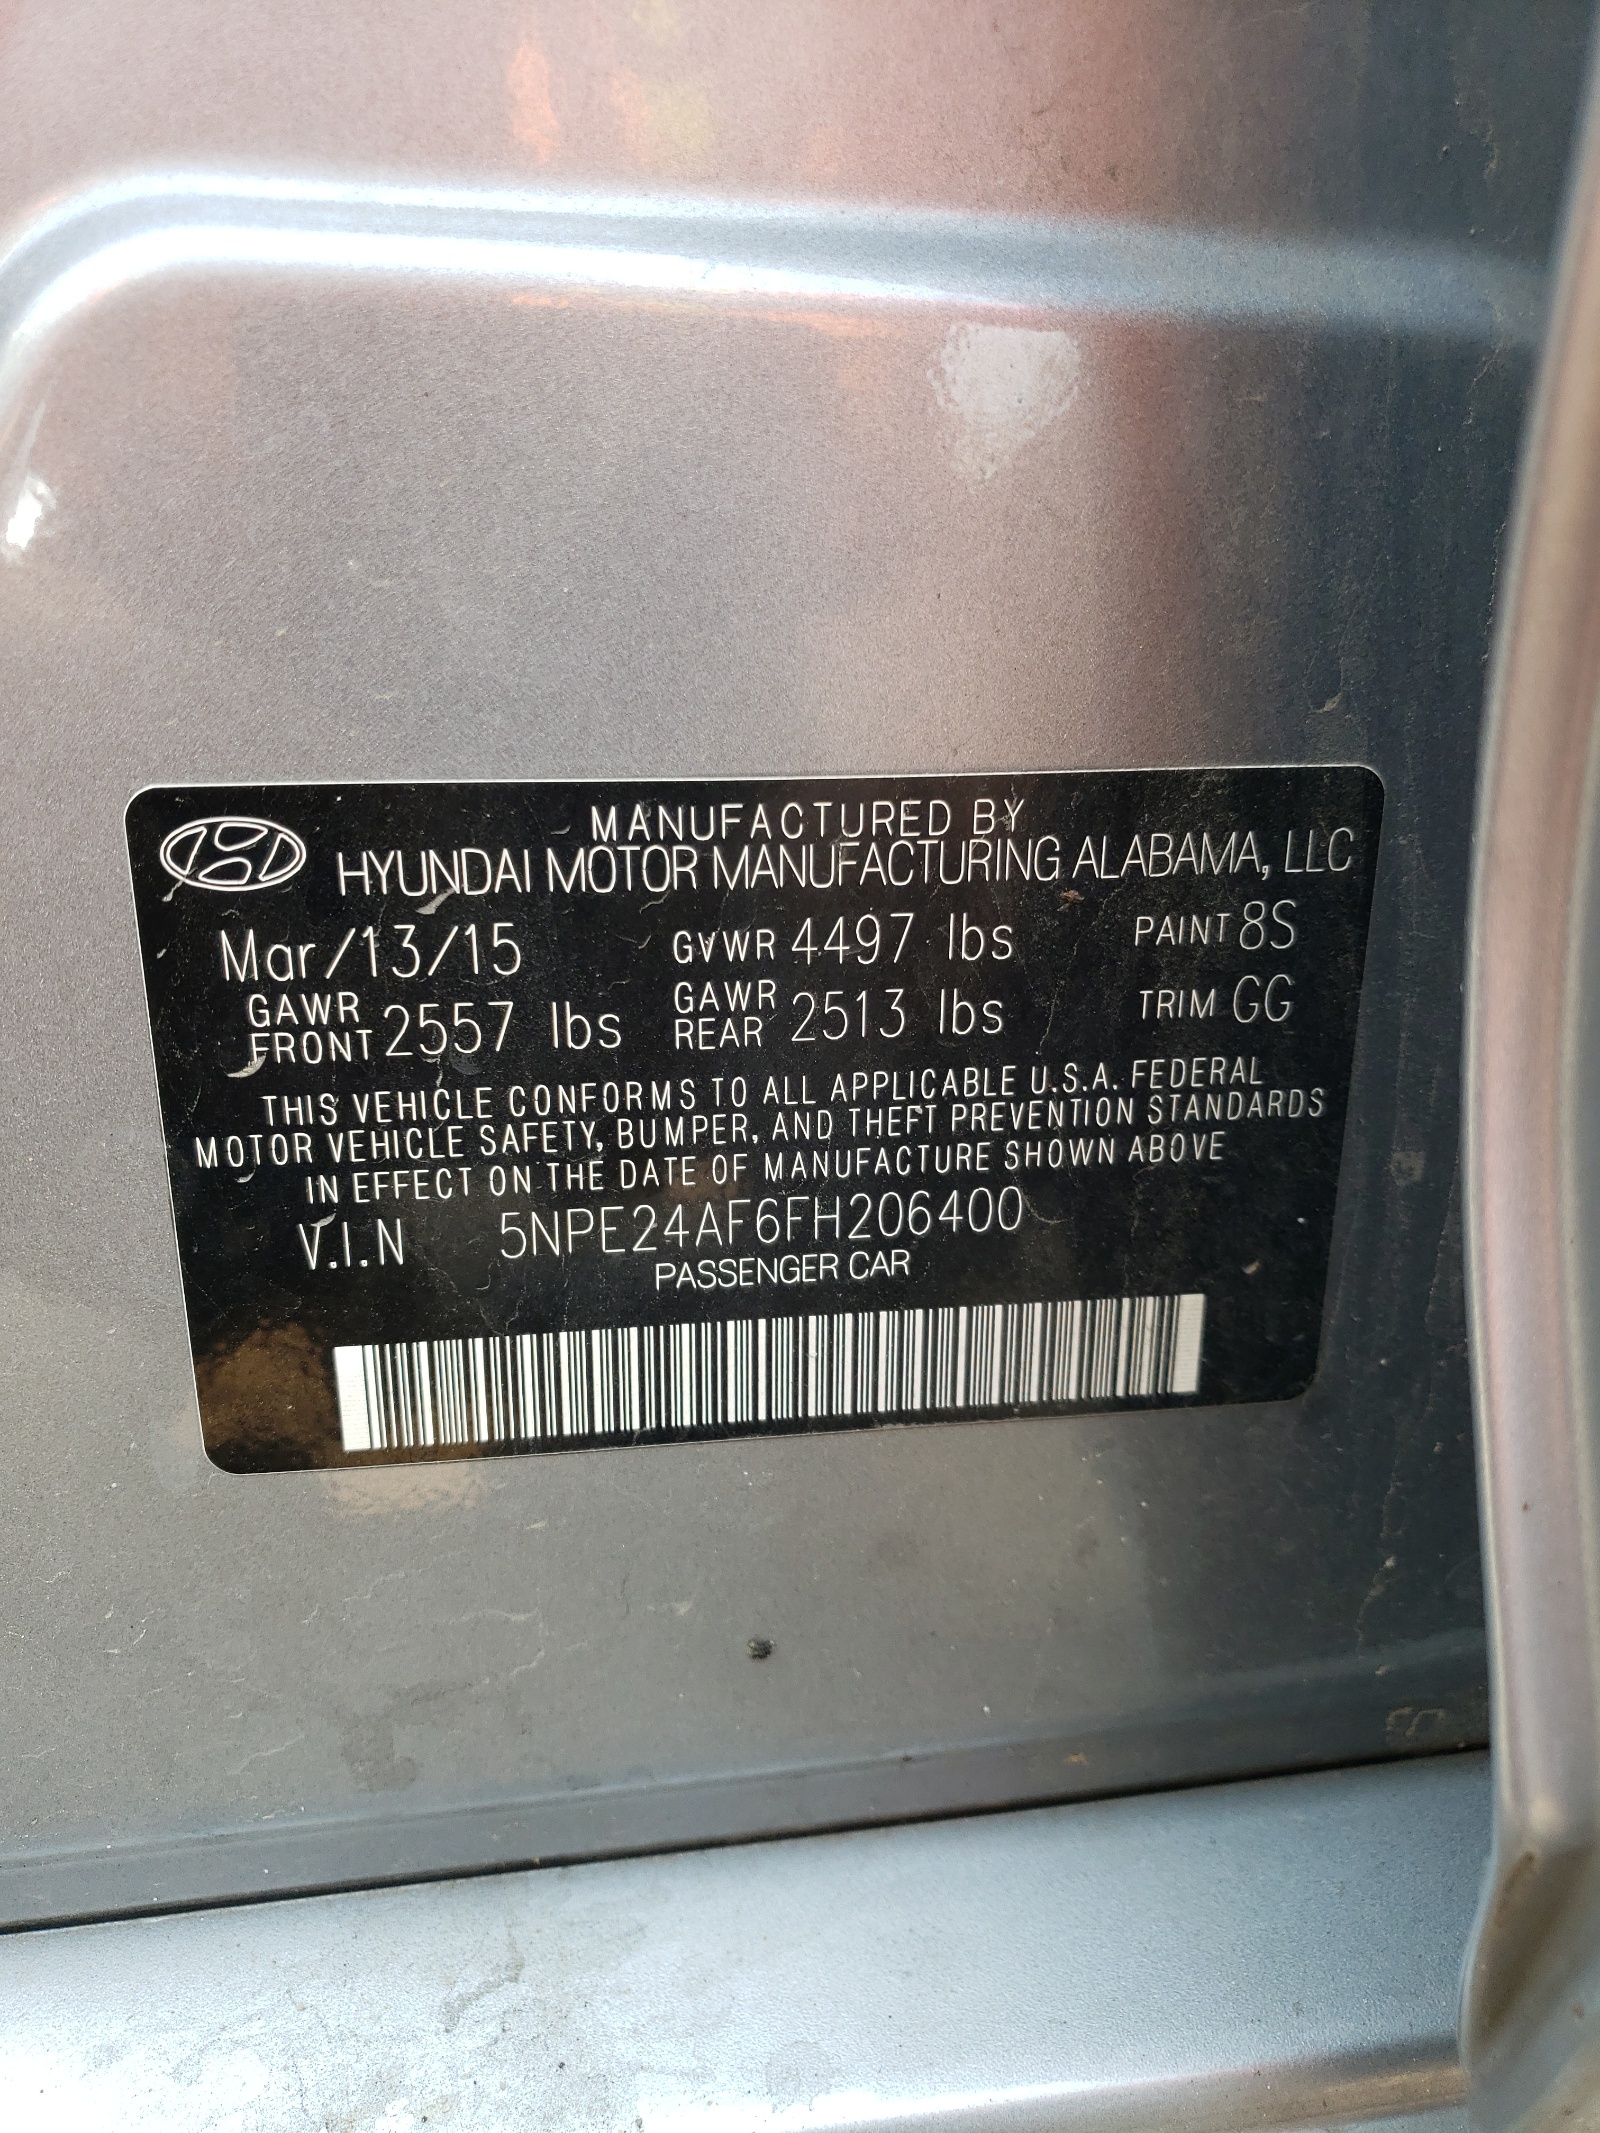 MANUFACTURED BY
HYUNDAI MOTOR MANUFACTURING ALABAMA, LLC
Mar/13/15 GVWR 4497 lbs PAINT 8S
GAWR FRONT 2557 lbs GAWR REAR 2513 lbs TRIM GG
THIS VEHICLE CONFORMS TO ALL APPLICABLE U.S.A. FEDERAL
MOTOR VEHICLE SAFETY, BUMPER, AND THEFT PREVENTION STANDARDS
IN EFFECT ON THE DATE OF MANUFACTURE SHOWN ABOVE
V.I.N 5NPE24AF6FH206400
PASSENGER CAR